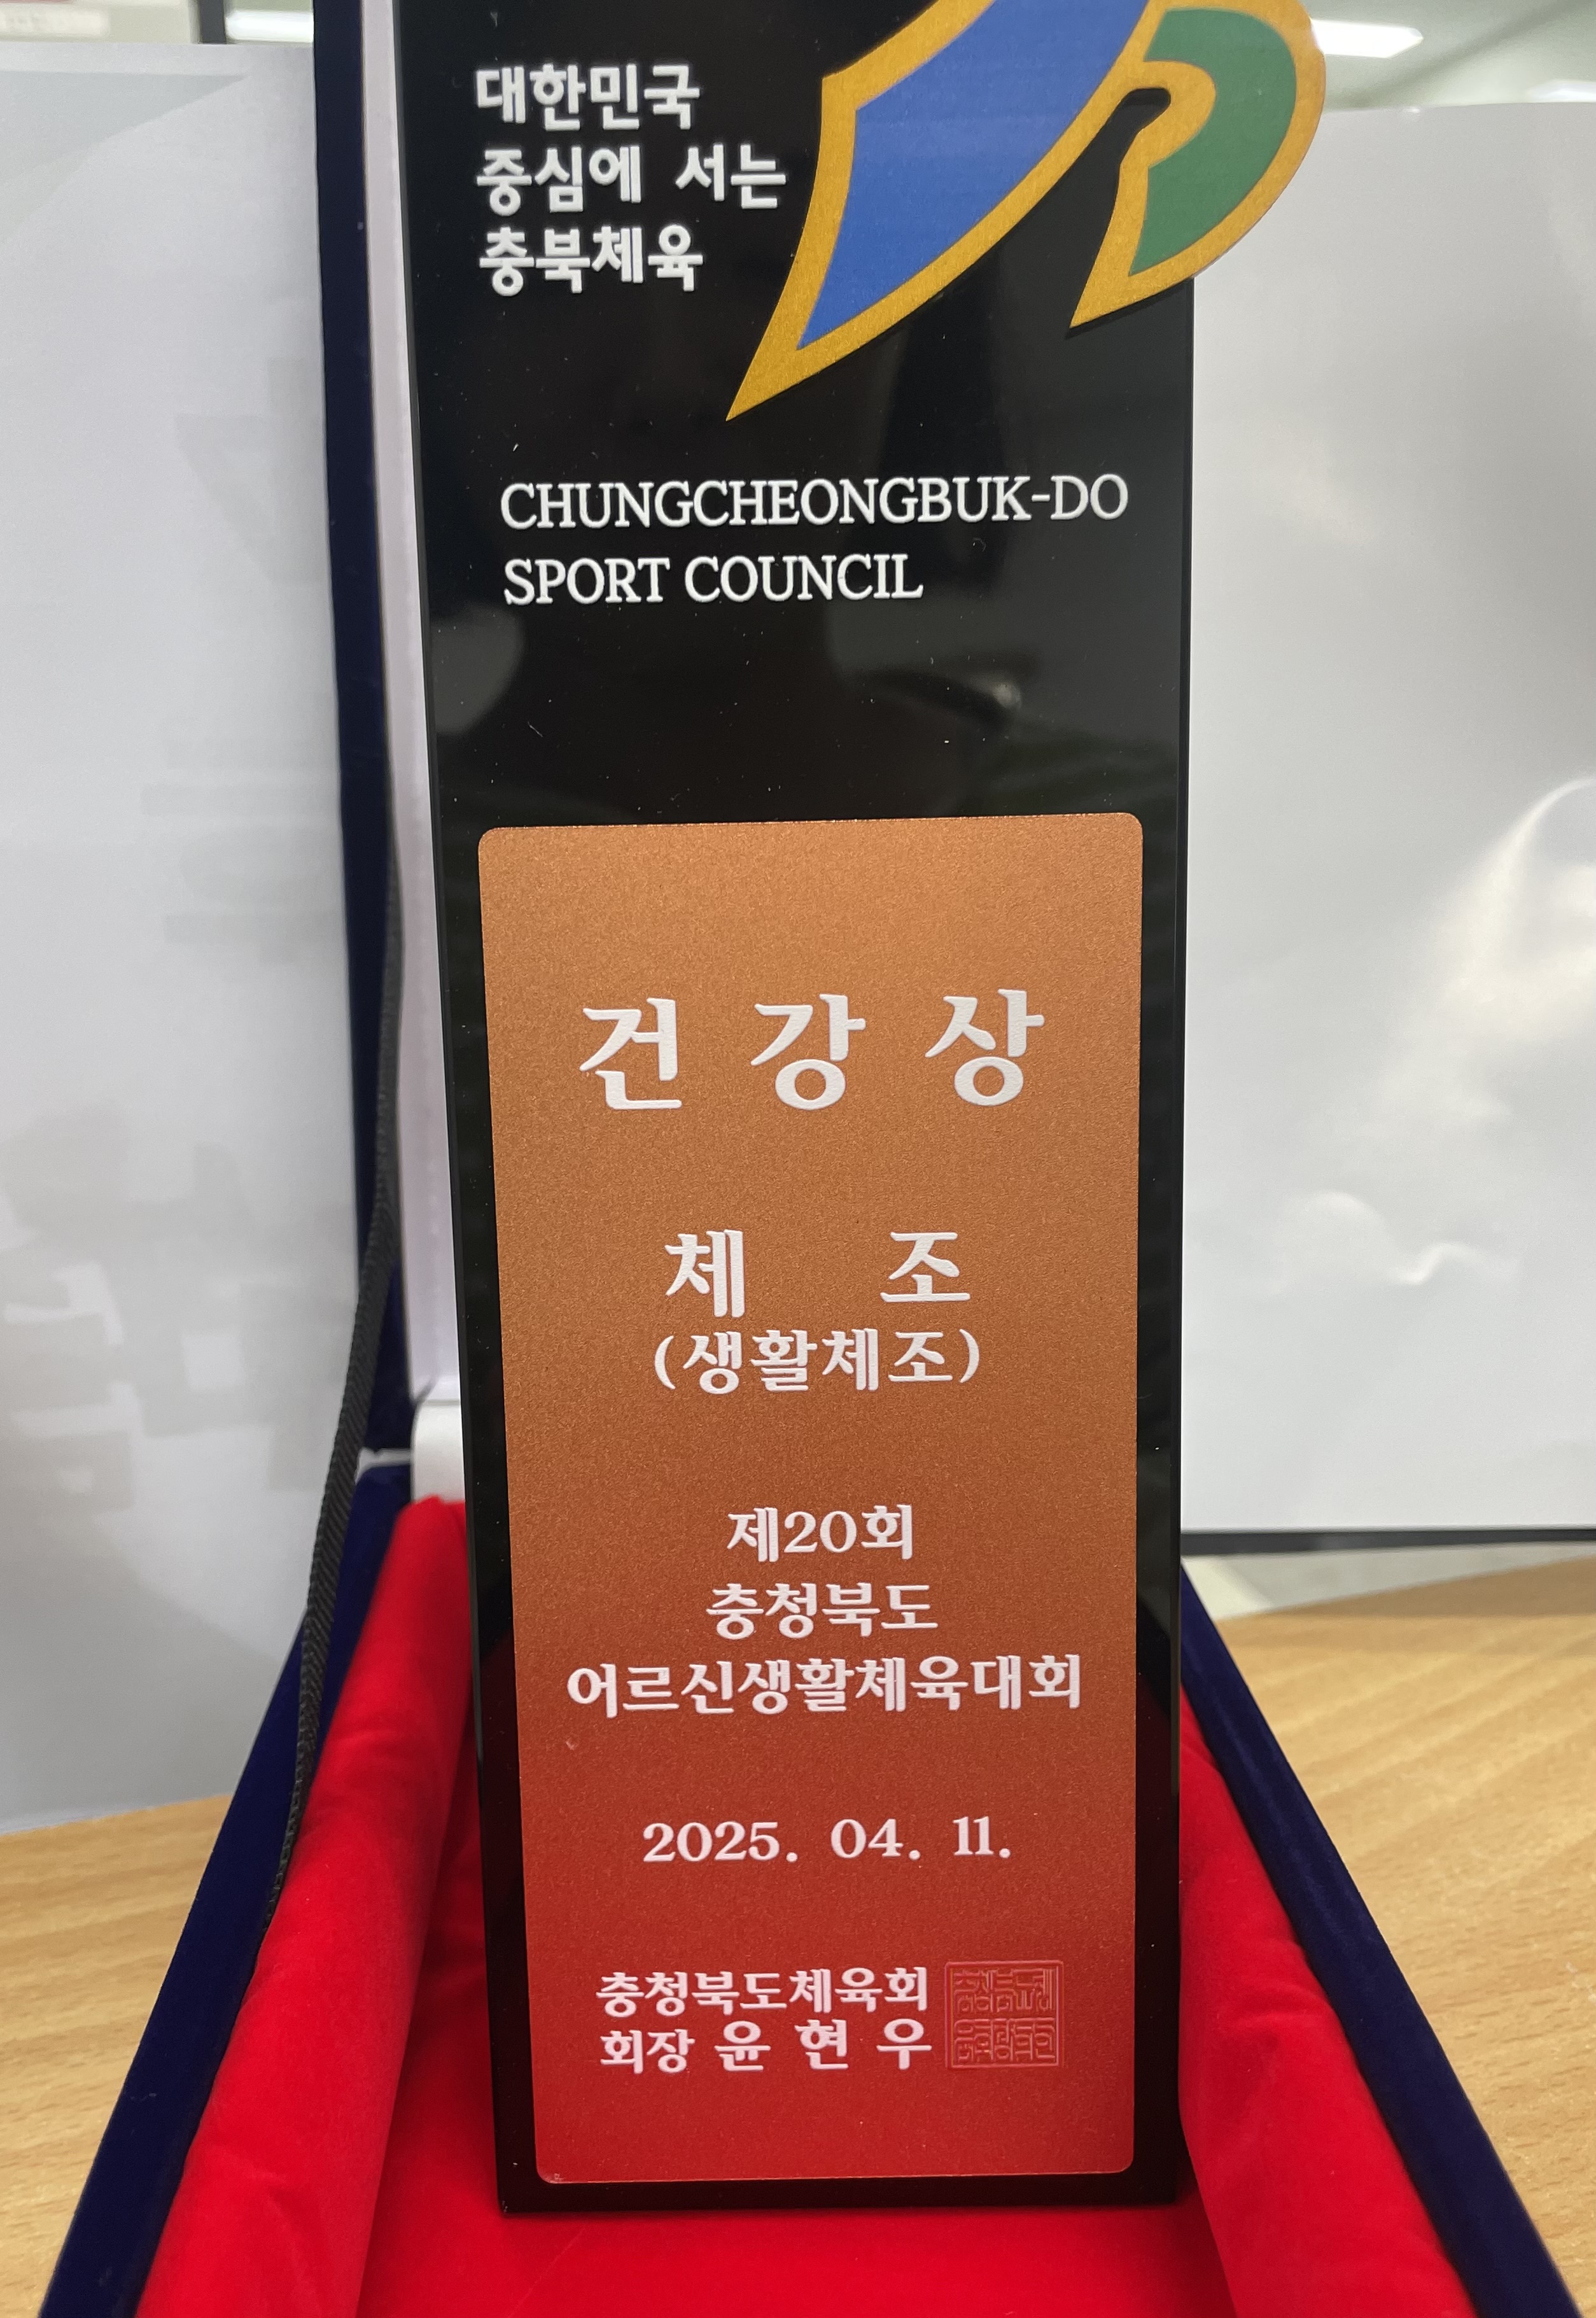 대한민국
중심에 서는
충북체육
CHUNGCHEONGBUK-DO
SPORT COUNCIL
건 강 상
체 조
(생활체조)
제20회
충청북도
어르신생활체육대회
2025. 04. 11.
충청북도체육회
회장 윤 현 우